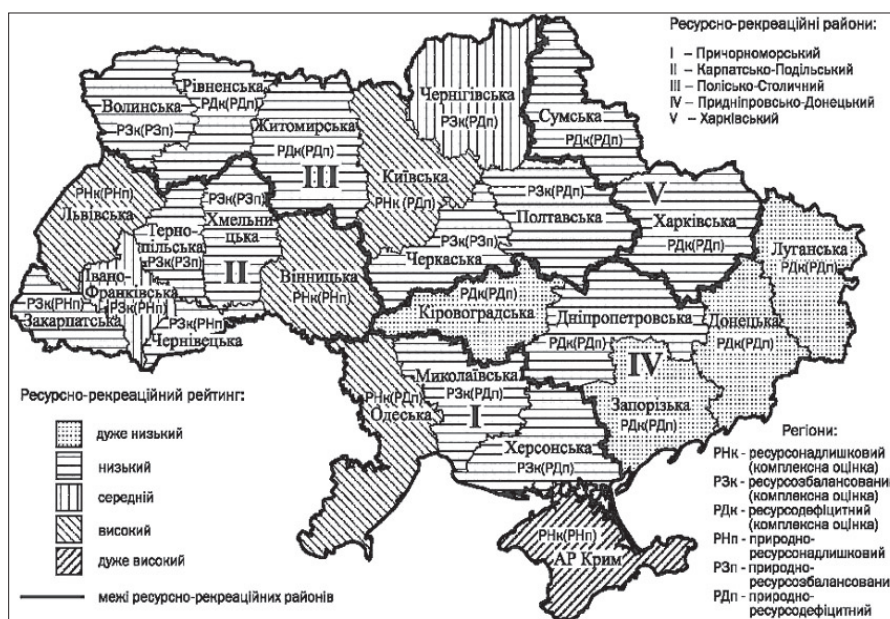 Ресурсно-рекреаційні райони:
I – Причорноморський
II – Карпатсько-Подільський
III – Полісько-Столичний
IV – Придніпровсько-Донецький
V – Харківський
Волинська
РЗк(РЗп)
Рівненська
РДк(РДп)
Житомирська
РДк(РДп)
III
Чернігівська
РЗк(РДп)
Сумська
РДк(РДп)
Київська
РНк (РДп)
РНк(РНп)
Львівська
Терно-
пільська
РЗк(РЗп)
РЗк(РЗп)
Хмельни-
цька
II
Вінницька
РНк(РНп)
РЗк(РЗп)
Черкаська
РЗк(РДп)
Полтавська
V
Харківська
РДк(РДп)
Луганська
РДк(РДп)
Івано-
Франківська
РЗк(РНп)
РЗк(РНп)
Закарпатська
РЗк(РНп)
Чернівецька
РДк(РДп)
Кіровоградська
Дніпропетровська
РДк(РДп)
Донецька
РДк(РДп)
IV
Запорізька
РДк(РДп)
Миколаївська
РЗк(РДп)
I
РНк(РДп)
Одеська
Херсонська
РЗк(РДп)
РНк(РНп)
АР Крим
Ресурсно-рекреаційний рейтинг:
дуже низький
низький
середній
високий
дуже високий
межі ресурсно-рекреаційних районів
Регіони:
РНк - ресурсонадлишковий
(комплексна оцінка)
РЗк - ресурсозбалансовани
(комплексна оцінка)
РДк - ресурсодефіцитний
(комплексна оцінка)
РНп - природно-
ресурсонадлишковий
РЗп - природно-
ресурсозбалансовани
РДп - природно-
ресурсодефіцитний